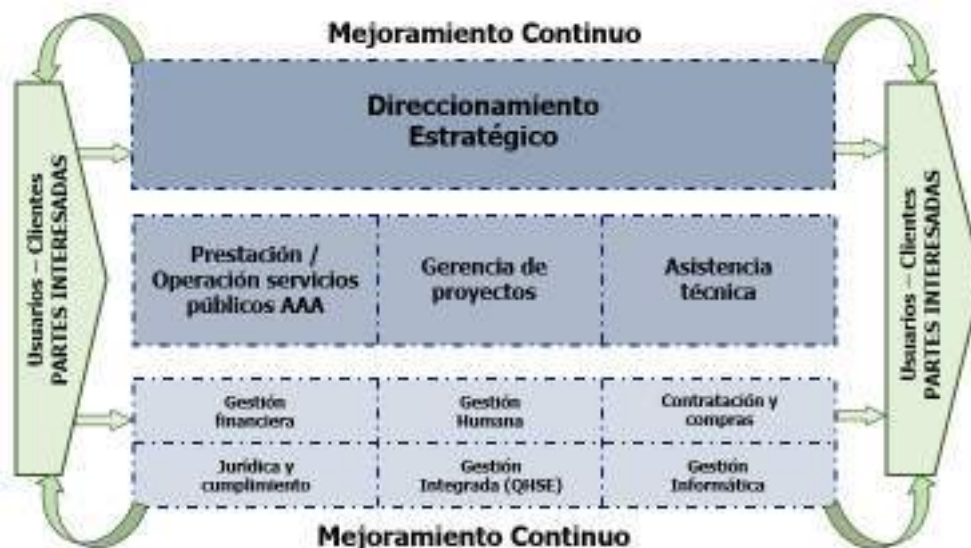 Mejoramiento Continuo
Usuarios – Clientes
PARTES INTERESADAS
Direccionamiento
Estratégico
Prestación /
Operación servicios
públicos AAA
Gerencia de
proyectos
Asistencia
técnica
Gestión
financiera
Gestión
Humana
Contratación y
compras
Jurídica y
cumplimiento
Gestión
Integrada (QHSE)
Gestión
Informática
Usuarios – Clientes
PARTES INTERESADAS
Mejoramiento Continuo